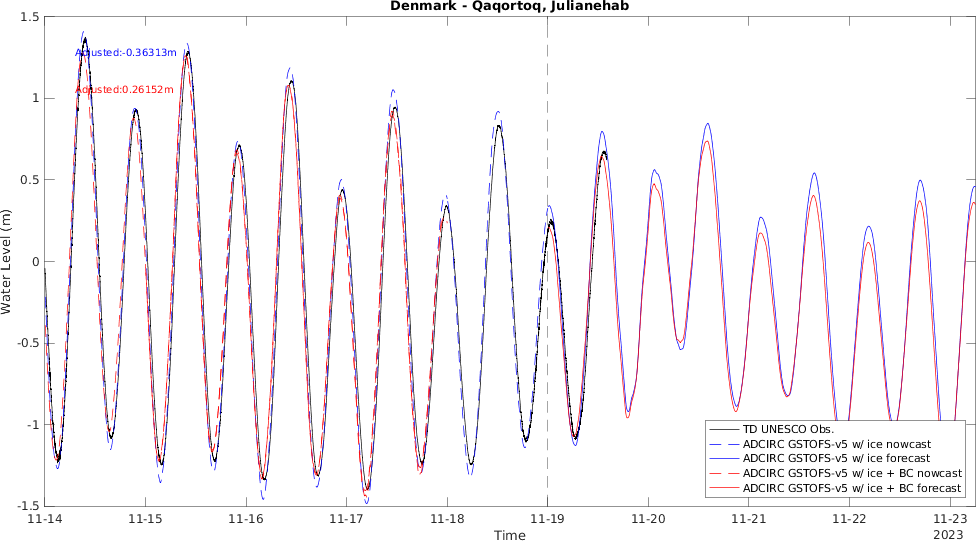 Denmark - Qaqortoq, Julianehab
1.5
1
0.5
0
-0.5
-1
-1.5
Water Level (m)
Adjusted:-0.36313m
Adjusted:0.26152m
TD UNESCO Obs.
ADCIRC GSTOFS-v5 w/ ice nowcast
ADCIRC GSTOFS-v5 w/ ice forecast
ADCIRC GSTOFS-v5 w/ ice + BC nowcast
ADCIRC GSTOFS-v5 w/ ice + BC forecast
11-14 11-15 11-16 11-17 11-18 11-19 11-20 11-21 11-22 11-23
Time
2023